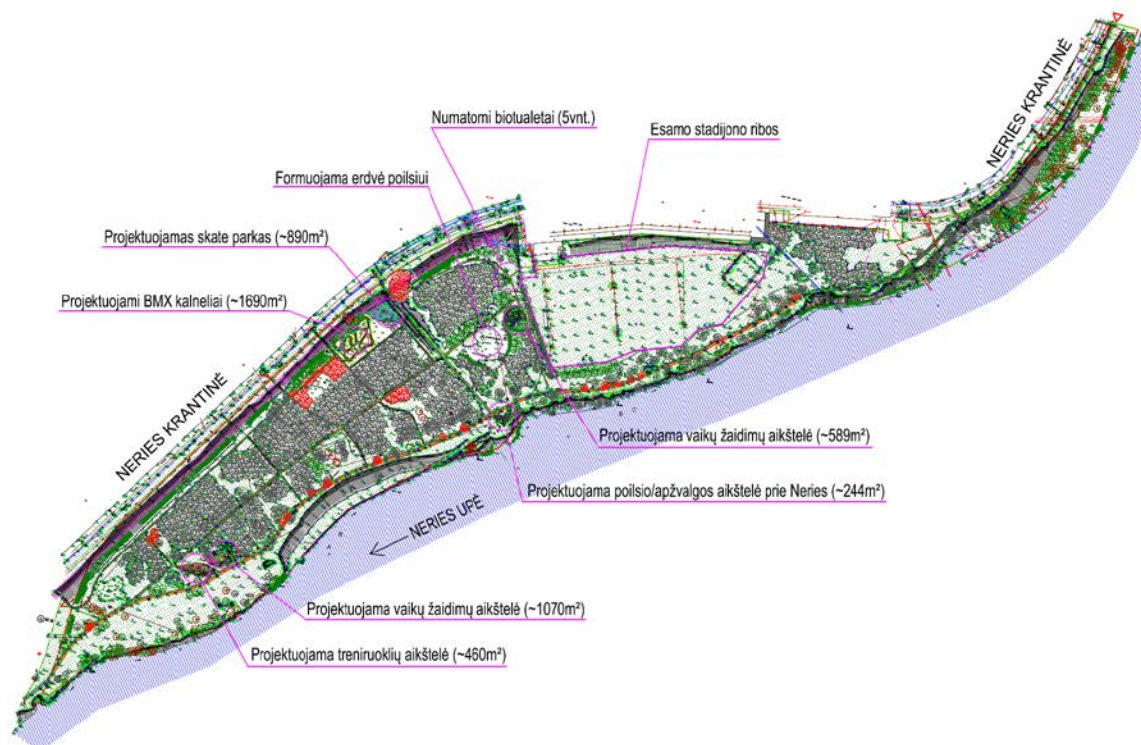 NERIES KRANTINĖ
Numatomi biotualetai (5vnt.)
Esamo stadijono ribos
Formuojama erdvė poilsiui
Projektuojamas skate parkas (~890m²)
Projektuojami BMX kalneliai (~1690m²)
NERIES KRANTINĖ
Projektuojama vaikų žaidimų aikštelė (~589m²)
Projektuojama poilsio/apžvalgos aikštelė prie Neries (~244m²)
NERIES UPĖ
Projektuojama vaikų žaidimų aikštelė (~1070m²)
Projektuojama treniruoklių aikštelė (~460m²)